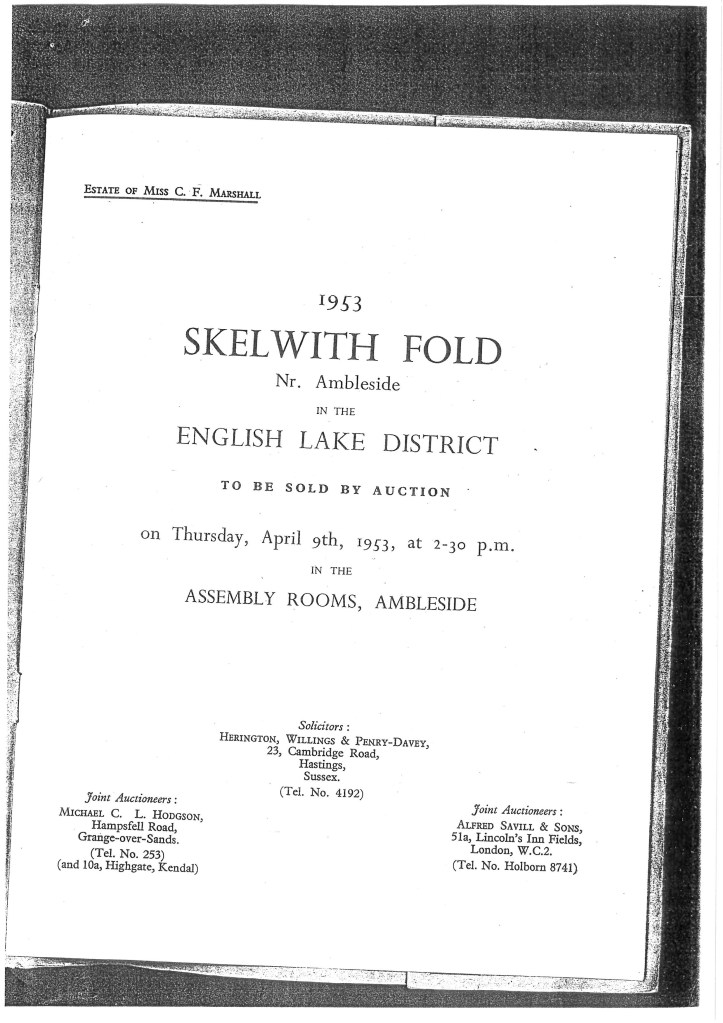 ESTATE OF MISS C. F. MARSHALL
1953
SKELWITH FOLD
Nr. Ambleside
IN THE
ENGLISH LAKE DISTRICT
TO BE SOLD BY AUCTION
on Thursday, April 9th, 1953, at 2-30 p.m.
IN THE
ASSEMBLY ROOMS, AMBLESIDE
Solicitors :
HERINGTON, WILLINGS & PENRY-DAVEY,
23, Cambridge Road,
Hastings,
Sussex.
(Tel. No. 4192)
Joint Auctioneers :
MICHAEL C. L. HODGSON,
Hampsfell Road,
Grange-over-Sands.
(Tel. No. 253)
(and 10a, Highgate, Kendal)
Joint Auctioneers :
ALFRED SAVILL & SONS,
51a, Lincoln's Inn Fields,
London, W.C.2.
(Tel. No. Holborn 8741)